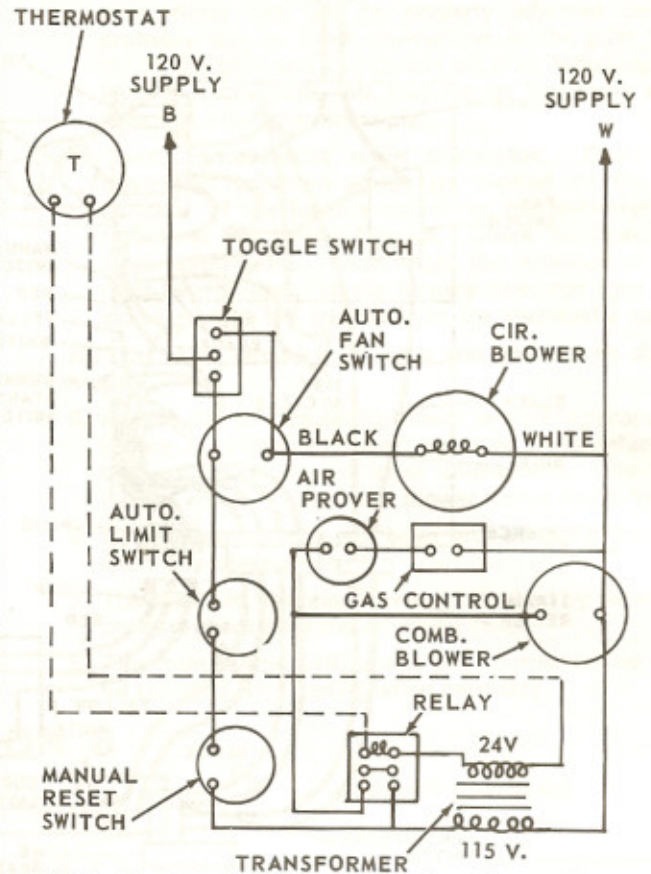 THERMOSTAT
120 V.
SUPPLY
B
120 V.
SUPPLY
W
T
TOGGLE SWITCH
AUTO.
FAN
SWITCH
CIR.
BLOWER
BLACK
WHITE
AIR
PROVER
AUTO.
LIMIT
SWITCH
GAS CONTROL
COMB.
BLOWER
RELAY
24V
MANUAL
RESET
SWITCH
115 V.
TRANSFORMER